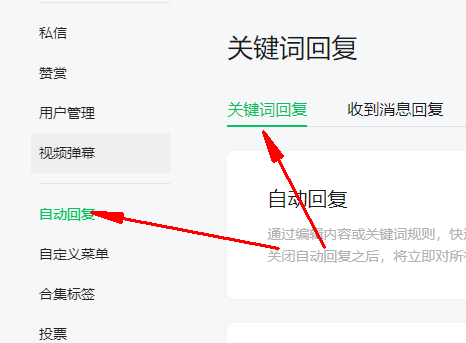 私信
赞赏
用户管理
视频弹幕
自动回复
自定义菜单
合集标签
投票
关键词回复
关键词回复 收到消息回复
自动回复
通过编辑内容或关键词规则，快
关闭自动回复之后，将立即对所